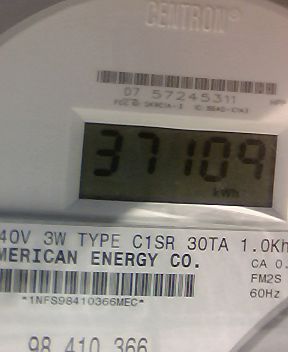 CENTRON®
07 57245311
37109
kWh
40V 3W TYPE C1SR 30TA 1.0Kh
MERICAN ENERGY CO.
CA 0.
FM2S
60Hz
*1NFS98410366MEC*
98 410 366